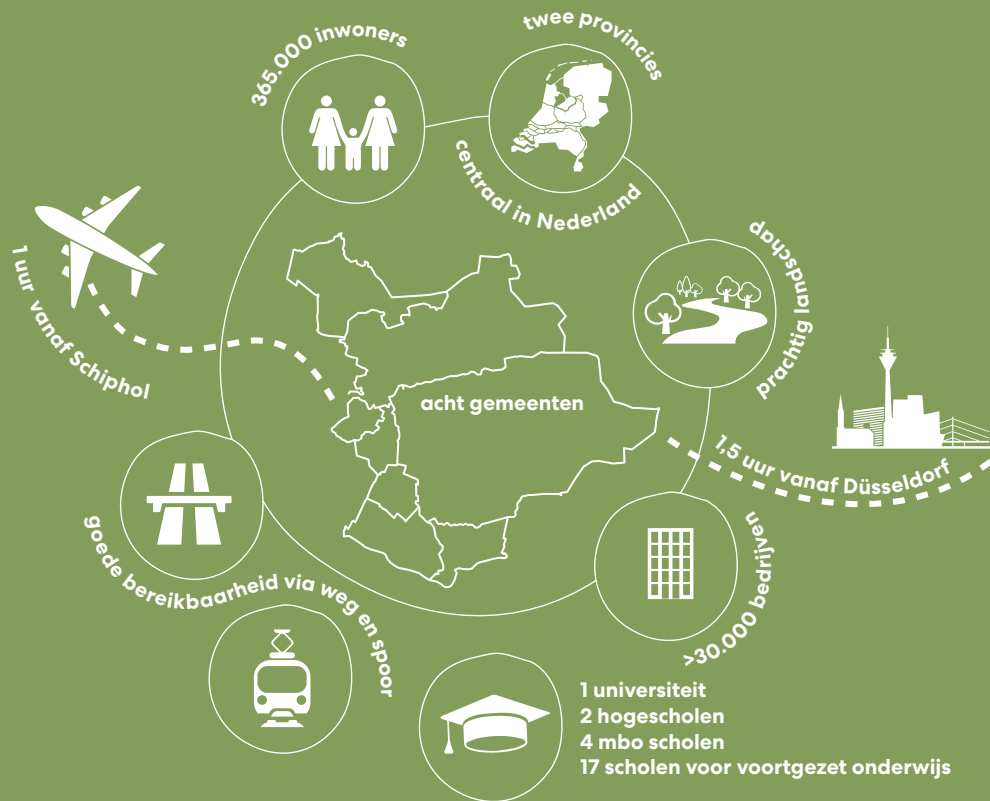 365.000 inwoners
twee provincies
centraal in Nederland
prachtig landschap
1 uur vanaf Schiphol
acht gemeenten
1,5 uur vanaf Düsseldorf
goede bereikbaarheid via weg en spoor
>30.000 bedrijven
1 universiteit
2 hogescholen
4 mbo scholen
17 scholen voor voortgezet onderwijs